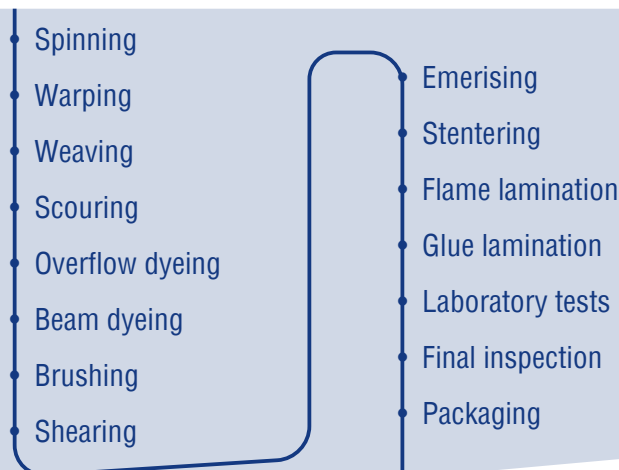 Spinning
Warping
Weaving
Scouring
Overflow dyeing
Beam dyeing
Brushing
Shearing
Emerising
Stentering
Flame lamination
Glue lamination
Laboratory tests
Final inspection
Packaging